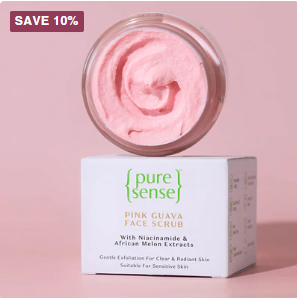 SAVE 10%
{pure
sense}
PINK GUAVA
FACE SCRUB
With Niacinamide &
African Melon Extracts
Gentle Exfoliation For Clear & Radiant Skin
Suitable For Sensitive Skin